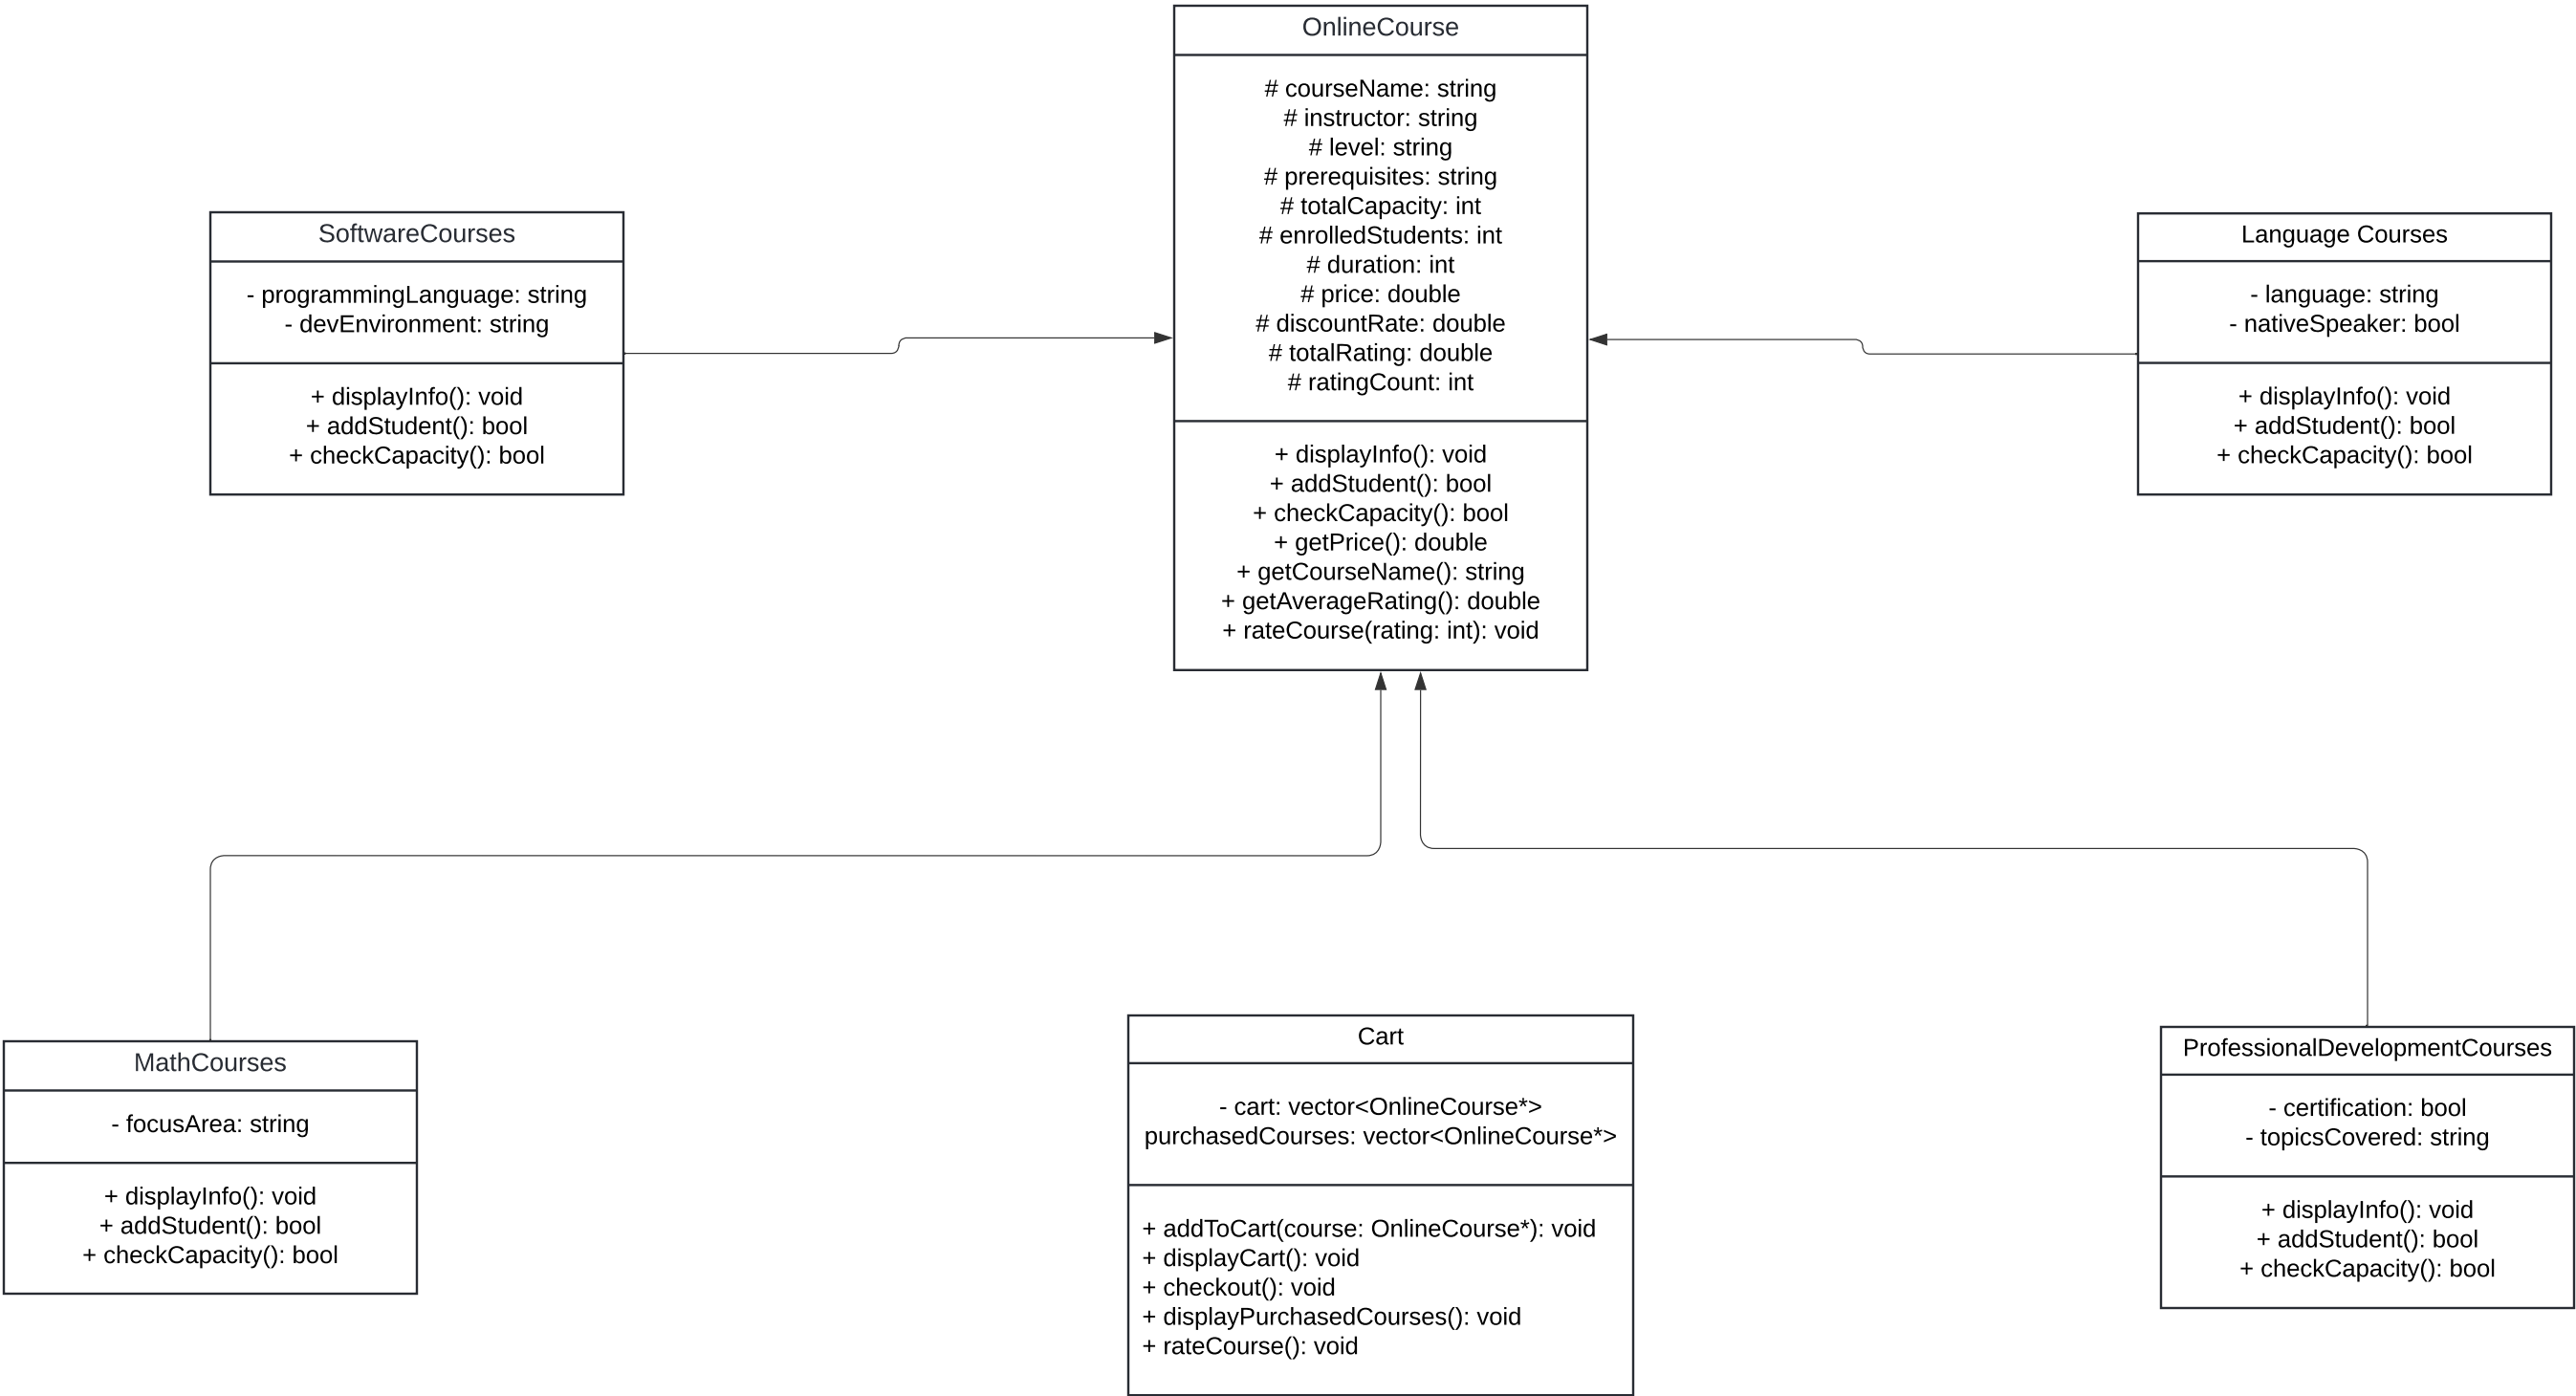 OnlineCourse
# courseName: string
# instructor: string
# level: string
# prerequisites: string
# totalCapacity: int
# enrolledStudents: int
# duration: int
# price: double
# discountRate: double
# totalRating: double
# ratingCount: int
+ displayInfo(): void
+ addStudent(): bool
+ checkCapacity(): bool
+ getPrice(): double
+ getCourseName(): string
+ getAverageRating(): double
+ rateCourse(rating: int): void
SoftwareCourses
- programmingLanguage: string
- devEnvironment: string
+ displayInfo(): void
+ addStudent(): bool
+ checkCapacity(): bool
Language Courses
- language: string
- nativeSpeaker: bool
+ displayInfo(): void
+ addStudent(): bool
+ checkCapacity(): bool
MathCourses
- focusArea: string
+ displayInfo(): void
+ addStudent(): bool
+ checkCapacity(): bool
Cart
- cart: vector<OnlineCourse*>
purchasedCourses: vector<OnlineCourse*>
+ addToCart(course: OnlineCourse*): void
+ displayCart(): void
+ checkout(): void
+ displayPurchasedCourses(): void
+ rateCourse(): void
ProfessionalDevelopmentCourses
- certification: bool
- topicsCovered: string
+ displayInfo(): void
+ addStudent(): bool
+ checkCapacity(): bool